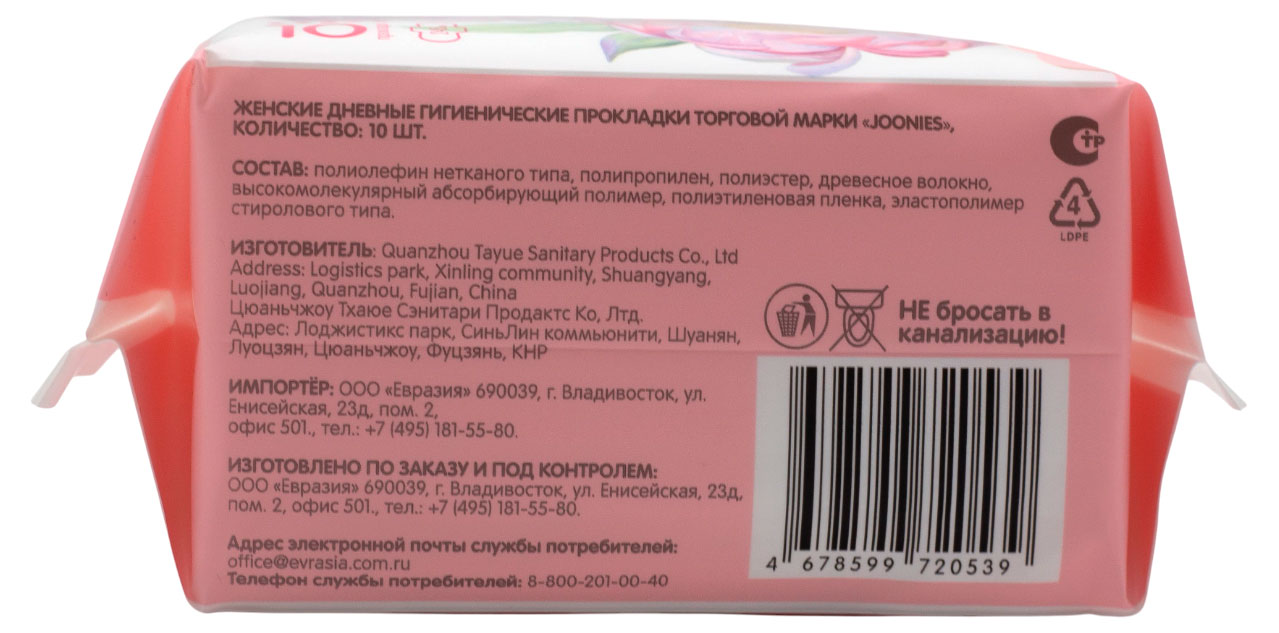 10
ЖЕНСКИЕ ДНЕВНЫЕ ГИГИЕНИЧЕСКИЕ ПРОКЛАДКИ ТОРГОВОЙ МАРКИ «JOONIES»,
КОЛИЧЕСТВО: 10 ШТ.
СОСТАВ: полиолефин нетканого типа, полипропилен, полиэстер, древесное волокно,
высокомолекулярный абсорбирующий полимер, полиэтиленовая пленка, эластополимер
стиролового типа.
СТР
4
LDPE
ИЗГОТОВИТЕЛЬ: Quanzhou Tayue Sanitary Products Co., Ltd
Address: Logistics park, Xinling community, Shuangyang,
Luojiang, Quanzhou, Fujian, China
Цюаньчжоу Тхаюе Сэнитари Продактс Ко, Лтд.
Адрес: Лоджистикс парк, СиньЛин коммьюнити, Шуанян,
Луоцзян, Цюаньчжоу, Фуцзянь, КНР
НЕ бросать в
канализацию!
ИМПОРТЁР: ООО «Евразия» 690039, г. Владивосток, ул.
Енисейская, 23д, пом. 2,
офис 501., тел.: +7 (495) 181-55-80.
ИЗГОТОВЛЕНО ПО ЗАКАЗУ И ПОД КОНТРОЛЕМ:
ООО «Евразия» 690039, г. Владивосток, ул. Енисейская, 23д,
пом. 2, офис 501., тел.: +7 (495) 181-55-80.
Адрес электронной почты службы потребителей:
office@evrasia.com.ru
Телефон службы потребителей: 8-800-201-00-40
4 678599 720539